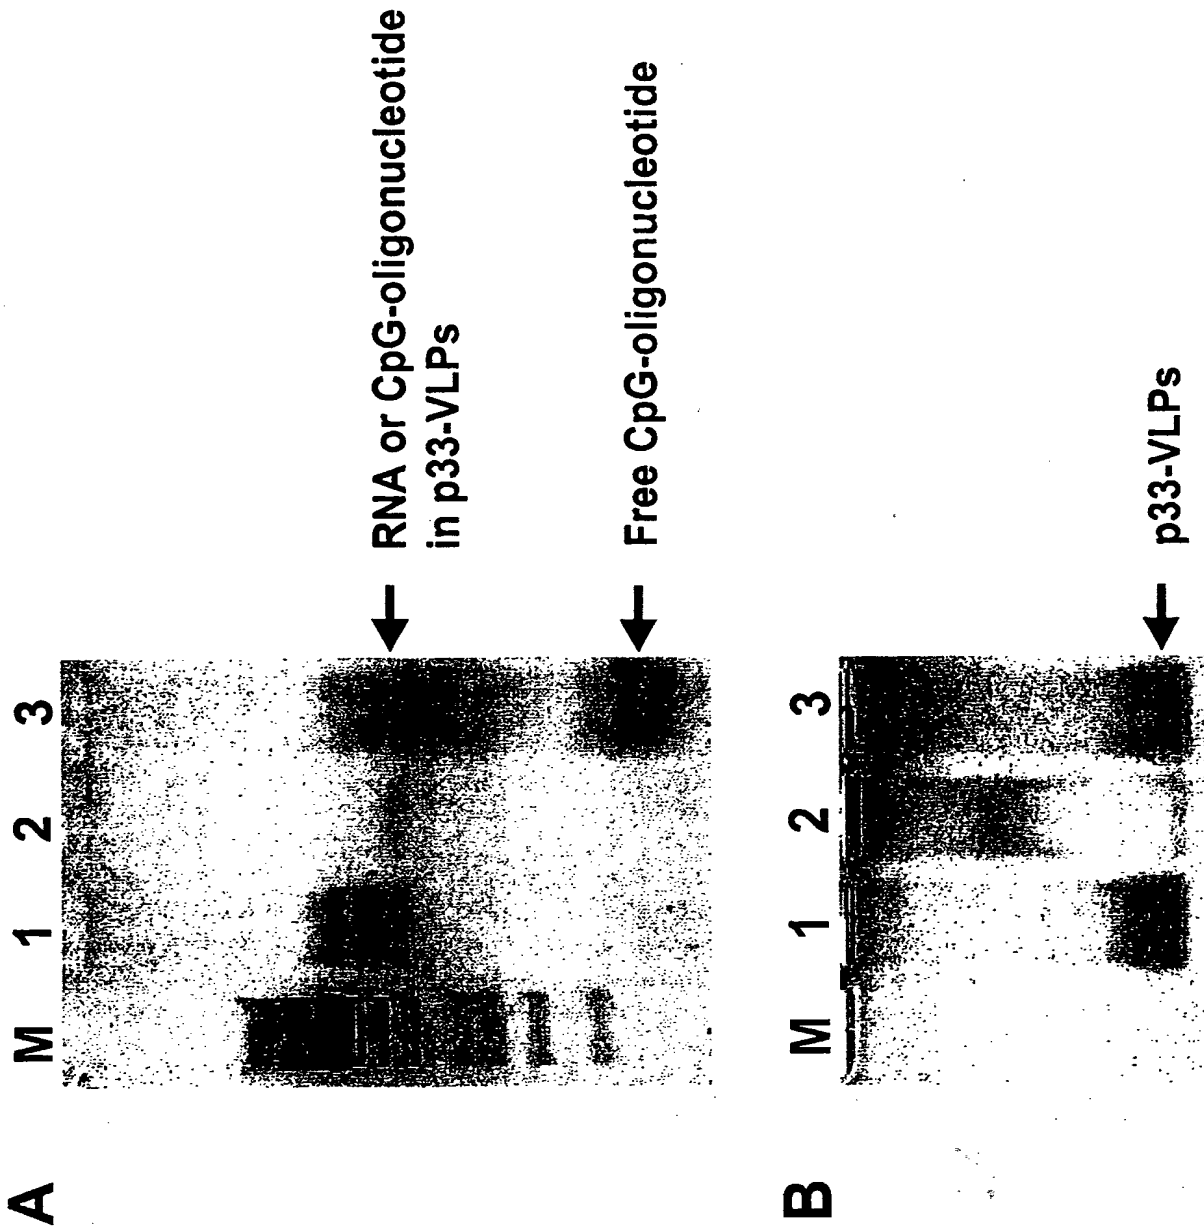 A
M 1 2 3
RNA or CpG-oligonucleotide
in p33-VLPs
Free CpG-oligonucleotide
B
M 1 2 3
p33-VLPs